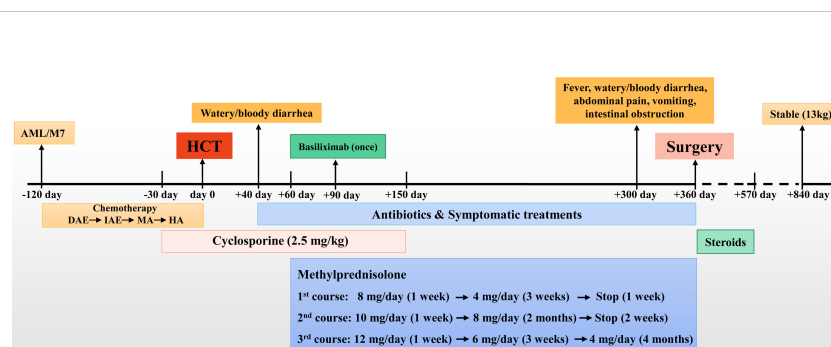 Fever, watery/bloody diarrhea,
abdominal pain, vomiting,
intestinal obstruction
Watery/bloody diarrhea
Stable (13kg)
AML/M7
HCT
Basiliximab (once)
Surgery
-120 day
-30 day
day 0
+40 day
+60 day
+90 day
+150 day
+300 day
+360 day
+570 day
+840 day
Chemotherapy
DAE→IAE→MA→HA
Antibiotics & Symptomatic treatments
Cyclosporine (2.5 mg/kg)
Steroids
Methylprednisolone
1st course: 8 mg/day (1 week) → 4 mg/day (3 weeks) → Stop (1 week)
2nd course: 10 mg/day (1 week)→ 8 mg/day (2 months)→Stop (2 weeks)
3rd course: 12 mg/day (1 week)→ 6 mg/day (3 weeks) →4 mg/day (4 months)